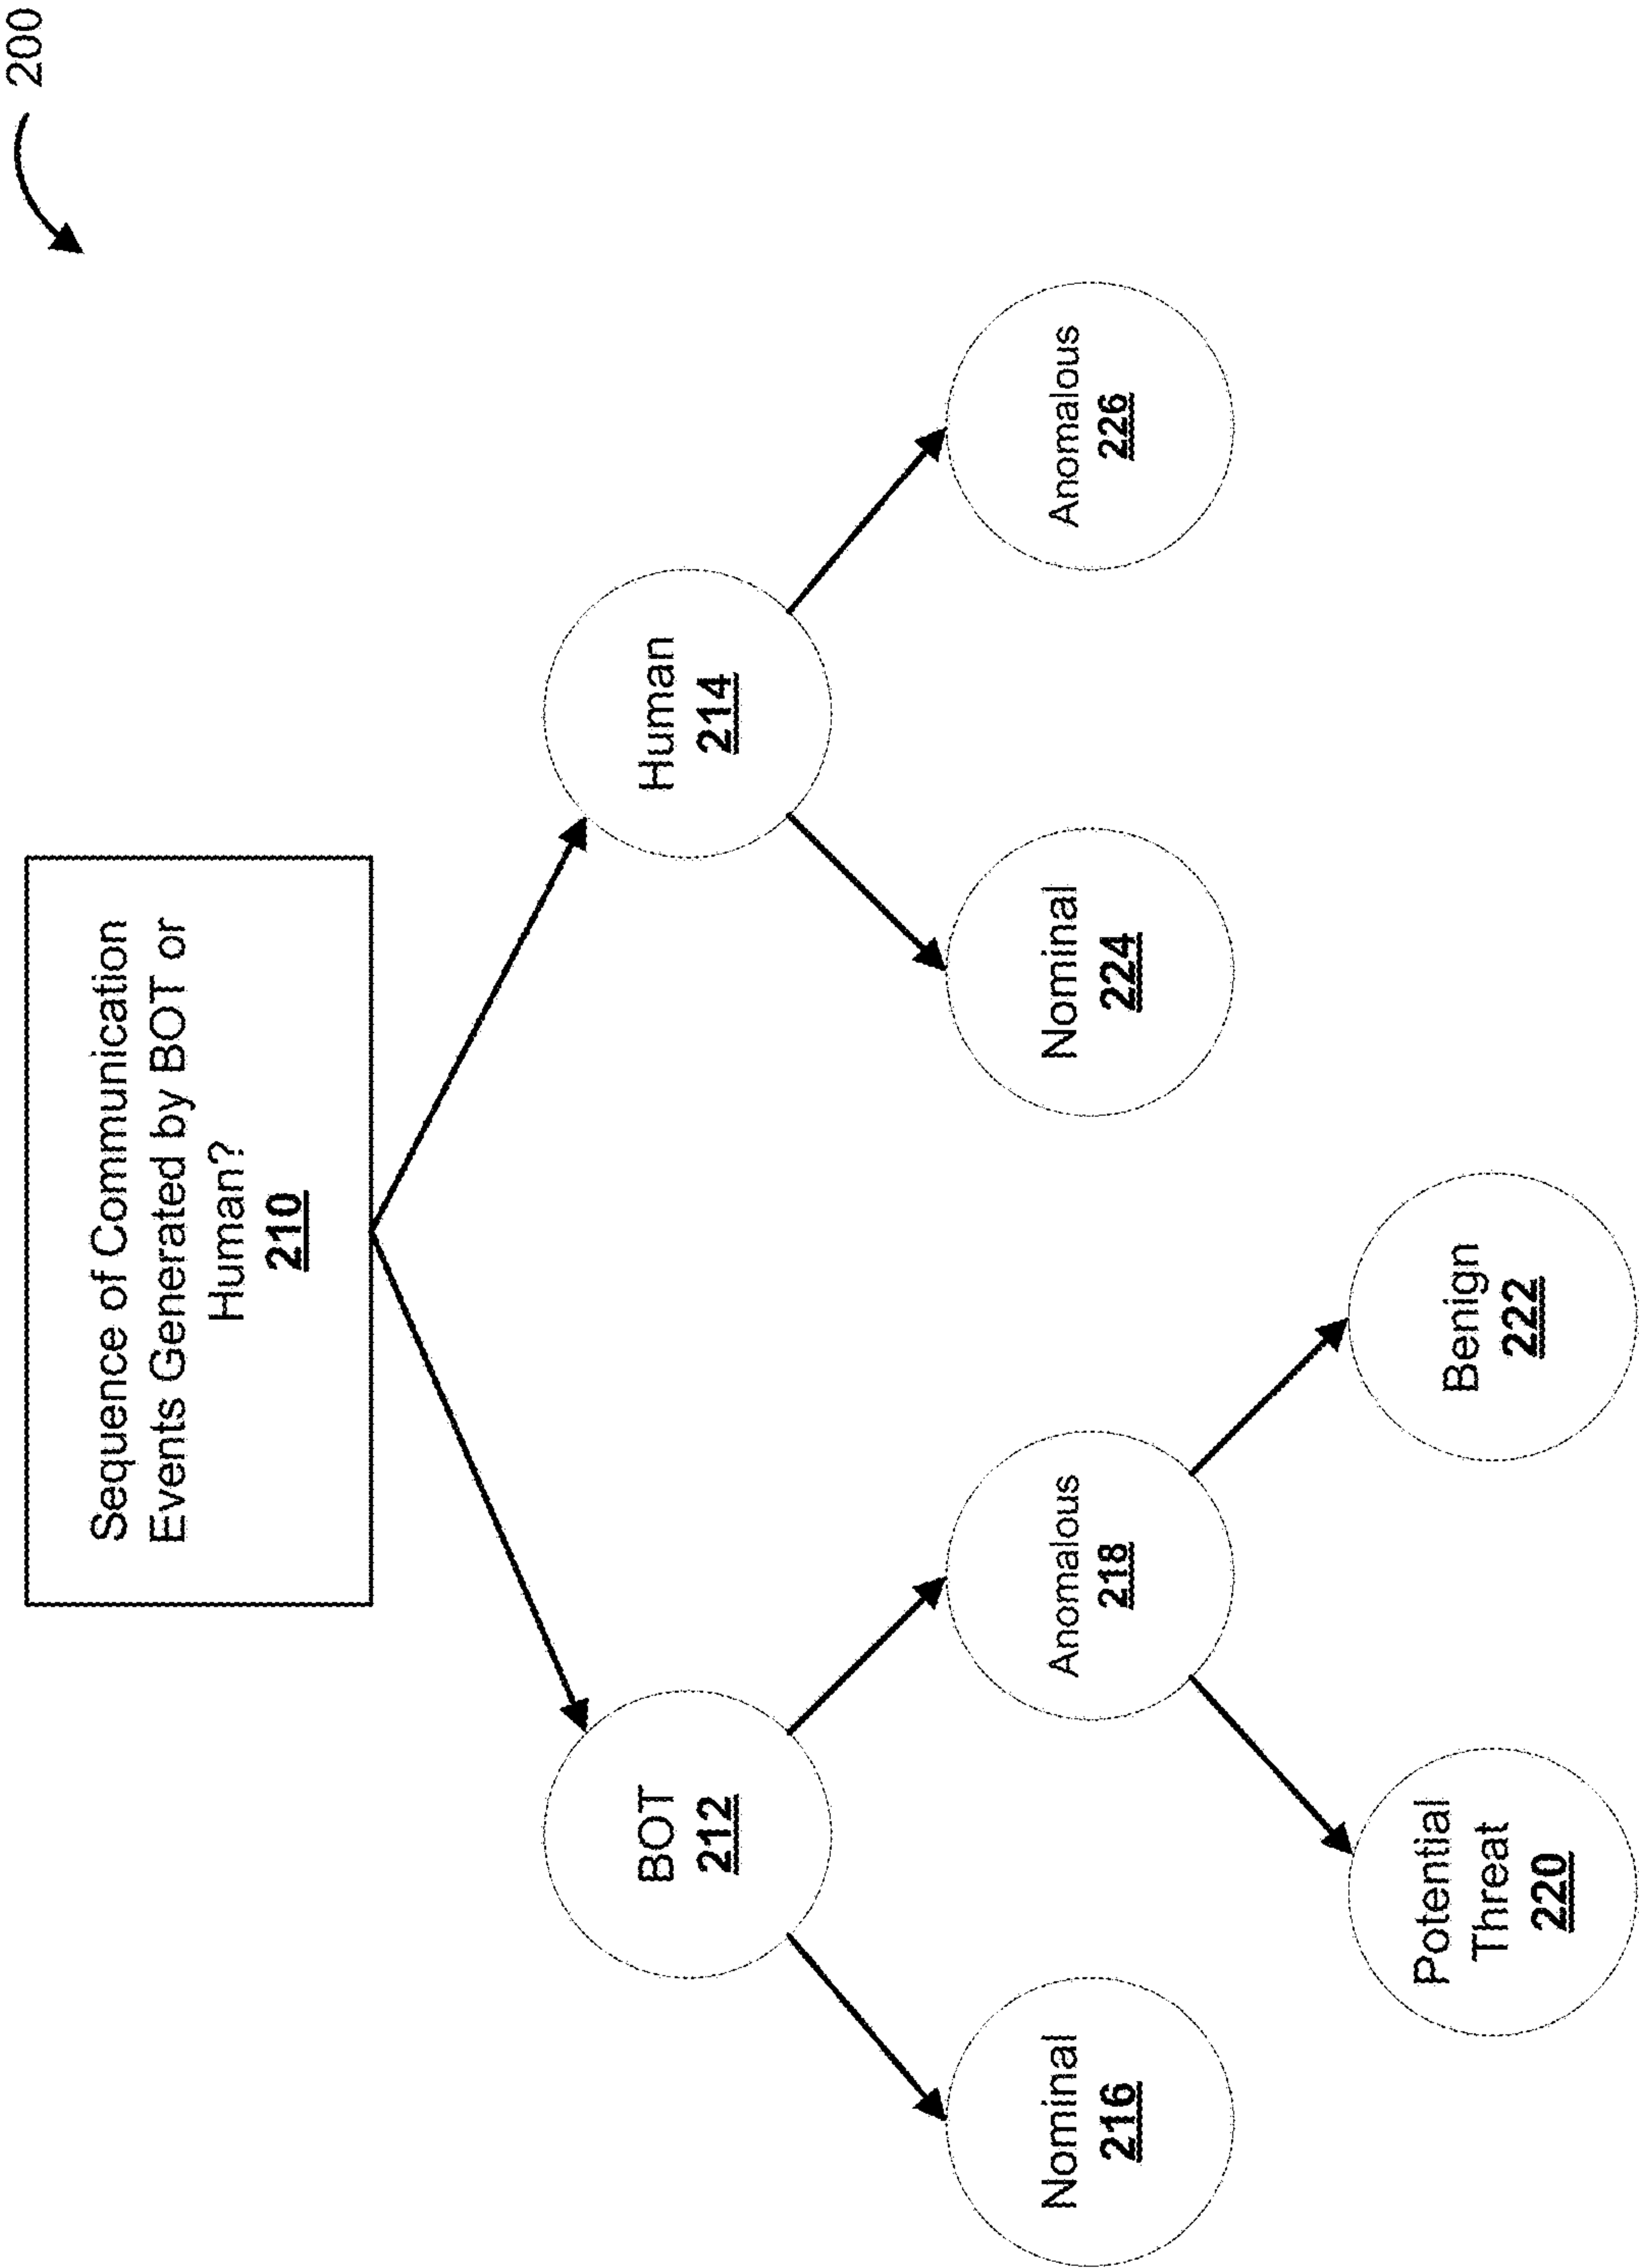 200
Sequence of Communication
Events Generated by BOT or
Human?
210
BOT
212
Human
214
Nominal
216
Anomalous
218
Nominal
224
Anomalous
226
Potential
Threat
220
Benign
222